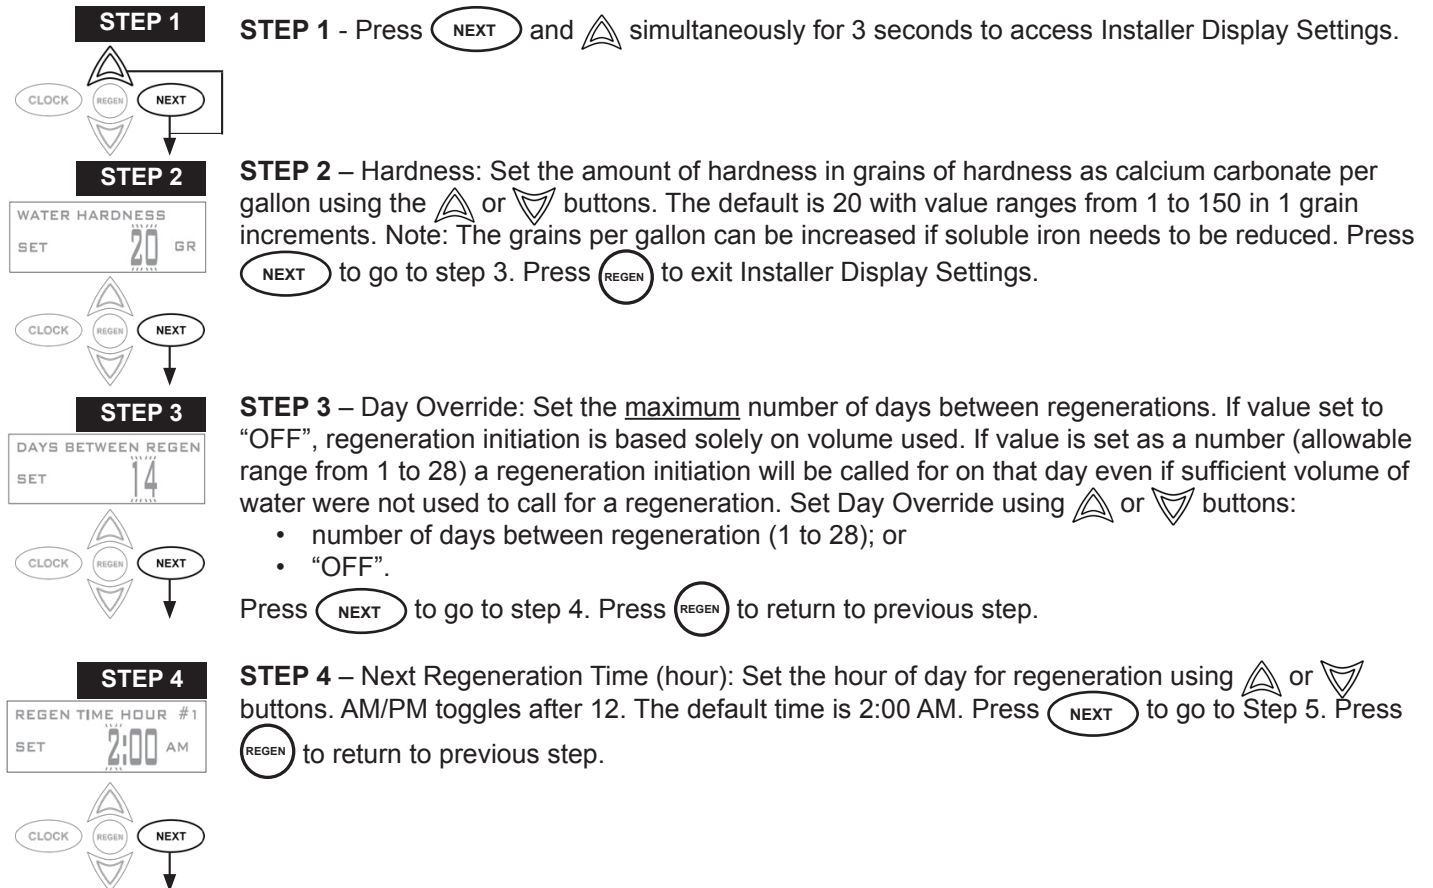 STEP 1
STEP 1 - Press NEXT and simultaneously for 3 seconds to access Installer Display Settings.
CLOCK REGEN NEXT
STEP 2
STEP 2 – Hardness: Set the amount of hardness in grains of hardness as calcium carbonate per
gallon using the or buttons. The default is 20 with value ranges from 1 to 150 in 1 grain
increments. Note: The grains per gallon can be increased if soluble iron needs to be reduced. Press
NEXT to go to step 3. Press REGEN to exit Installer Display Settings.
WATER HARDNESS
SET 20 GR
CLOCK REGEN NEXT
STEP 3
STEP 3 – Day Override: Set the maximum number of days between regenerations. If value set to
“OFF”, regeneration initiation is based solely on volume used. If value is set as a number (allowable
range from 1 to 28) a regeneration initiation will be called for on that day even if sufficient volume of
water were not used to call for a regeneration. Set Day Override using or buttons:
• number of days between regeneration (1 to 28); or
• “OFF”.
Press NEXT to go to step 4. Press REGEN to return to previous step.
DAYS BETWEEN REGEN
SET 14
CLOCK REGEN NEXT
STEP 4
STEP 4 – Next Regeneration Time (hour): Set the hour of day for regeneration using or
buttons. AM/PM toggles after 12. The default time is 2:00 AM. Press NEXT to go to Step 5. Press
REGEN to return to previous step.
REGEN TIME HOUR #1
SET 2:00 AM
CLOCK REGEN NEXT